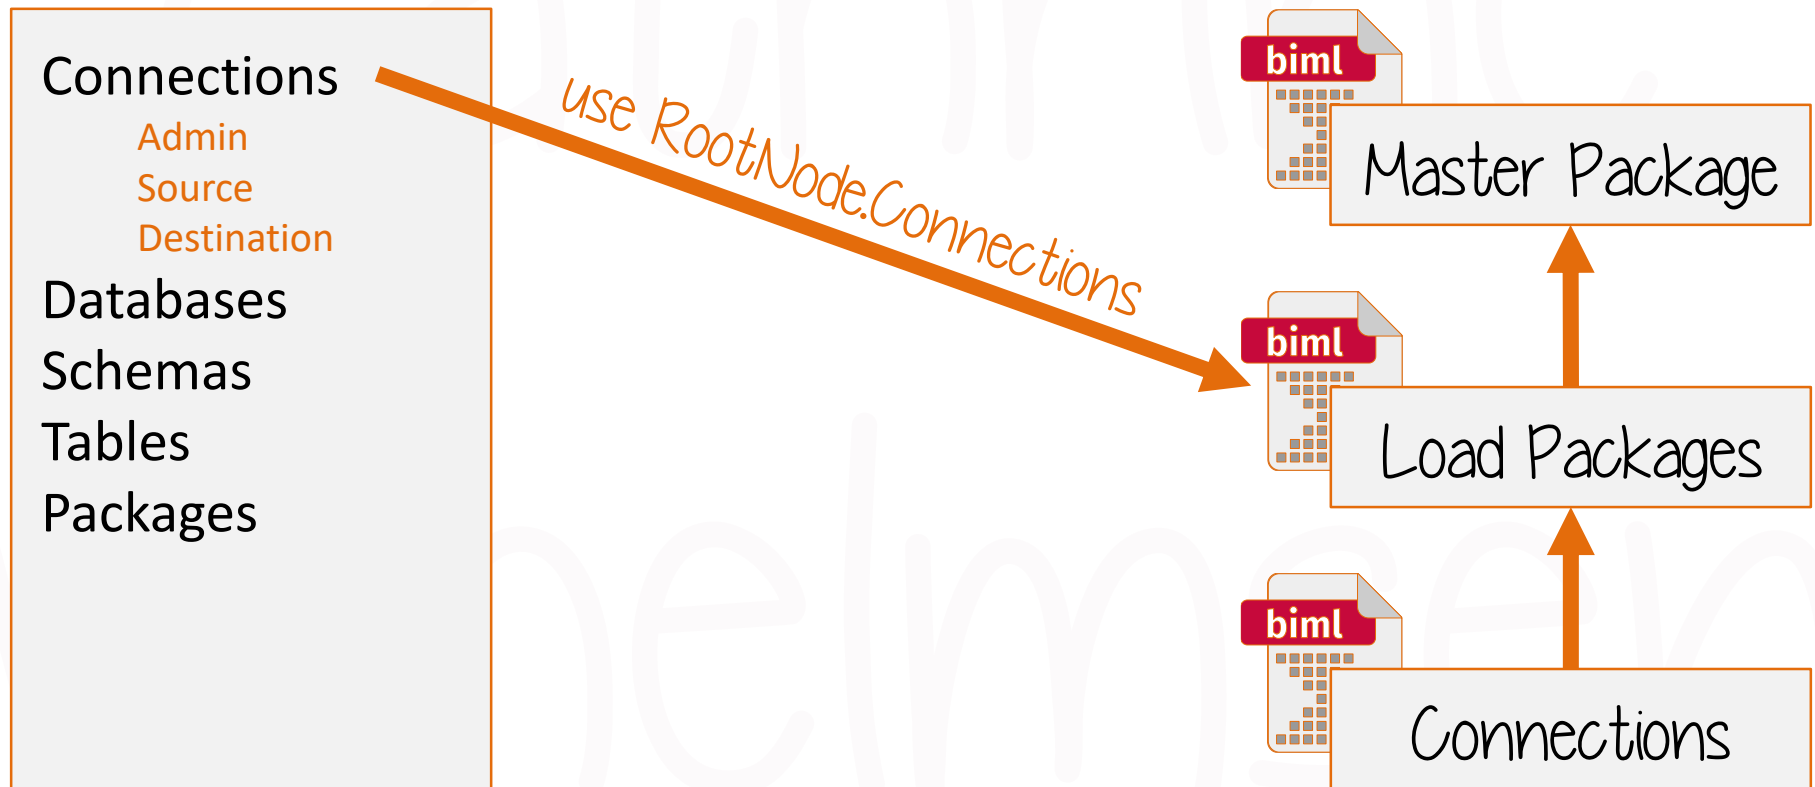 Connections
Admin
Source
Destination
Databases
Schemas
Tables
Packages
use RootNode.Connections
biml
Master Package
biml
Load Packages
biml
Connections